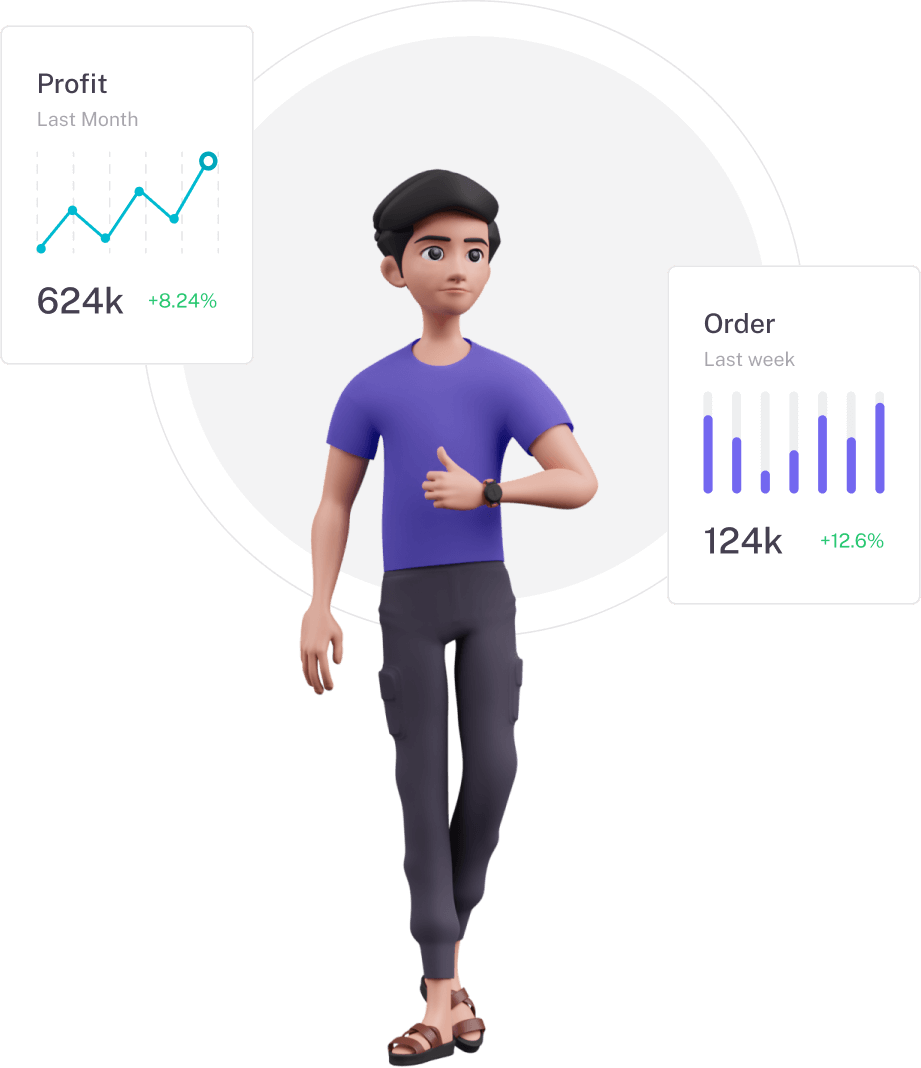 Profit
Last Month
624k +8.24%
Order
Last week
124k +12.6%